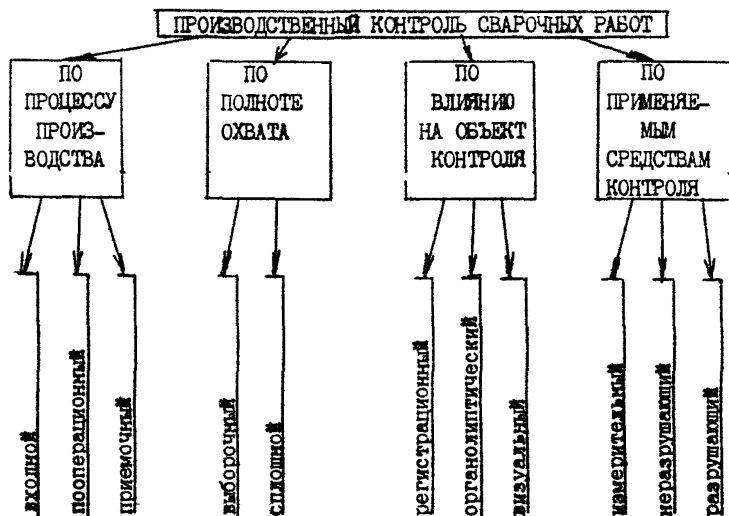 ПРОИЗВОДСТВЕННЫЙ КОНТРОЛЬ СВАРОЧНЫХ РАБОТ
ПО
ПРОЦЕССУ
ПРОИЗ-
ВОДСТВА
ПО
ПОЛНОТЕ
ОХВАТА
ПО
ВЛИЯНИЮ
НА ОБЪЕКТ
КОНТРОЛЯ
ПО
ПРИМЕНЯЕ-
МЫМ
СРЕДСТВАМ
КОНТРОЛЯ
входной
пооперационный
приемочный
выборочный
сплошной
регистрационный
органолиптический
визуальный
измерительный
неразрушающий
разрушающий